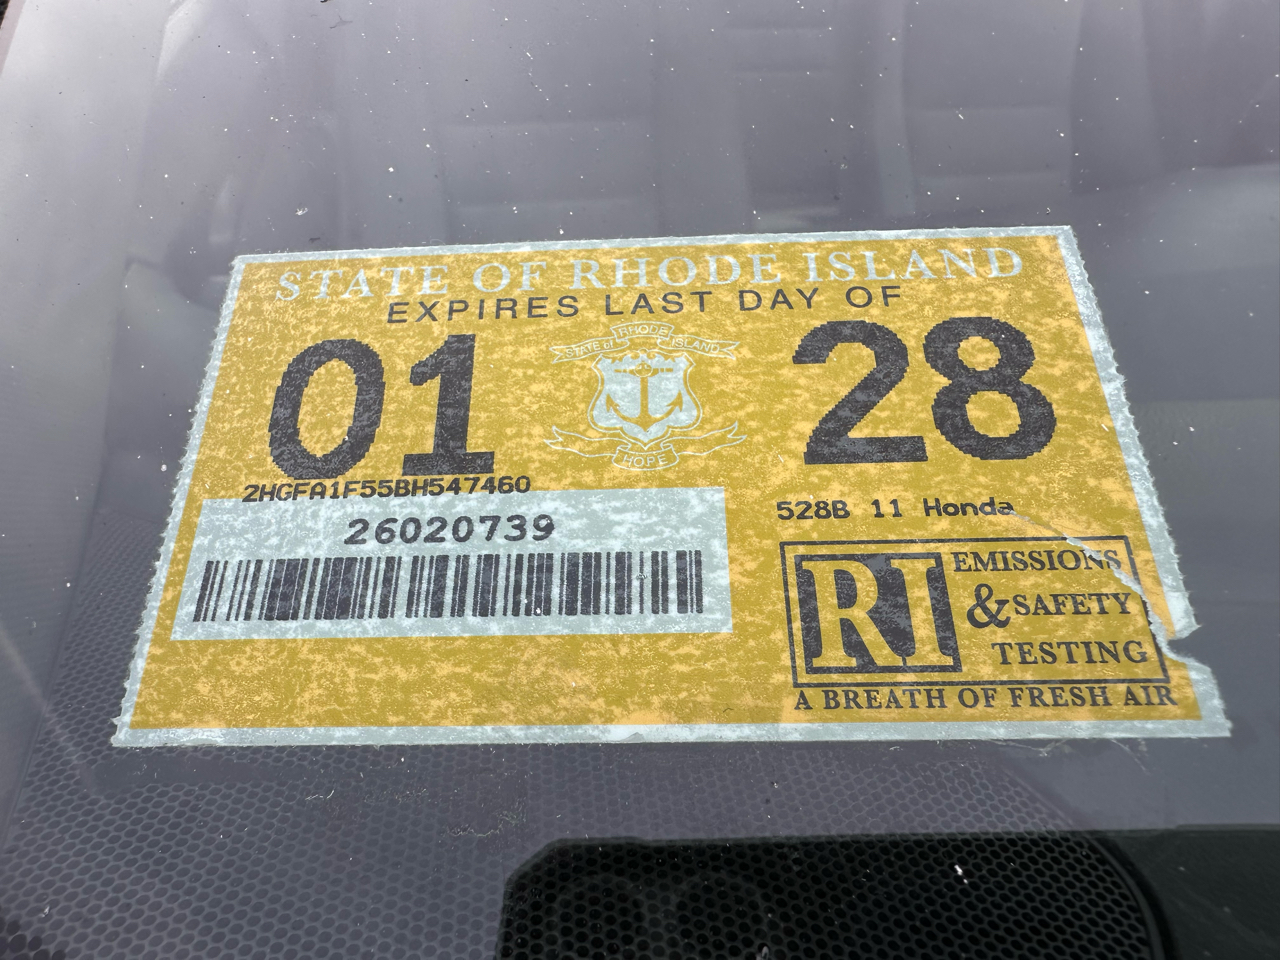 STATE OF RHODE ISLAND
EXPIRES LAST DAY OF
01 28
STATE of RHODE ISLAND
HOPE
2HGFA1F55BH547460
26020739
528B 11 Honda
RI EMISSIONS
& SAFETY
TESTING
A BREATH OF FRESH AIR